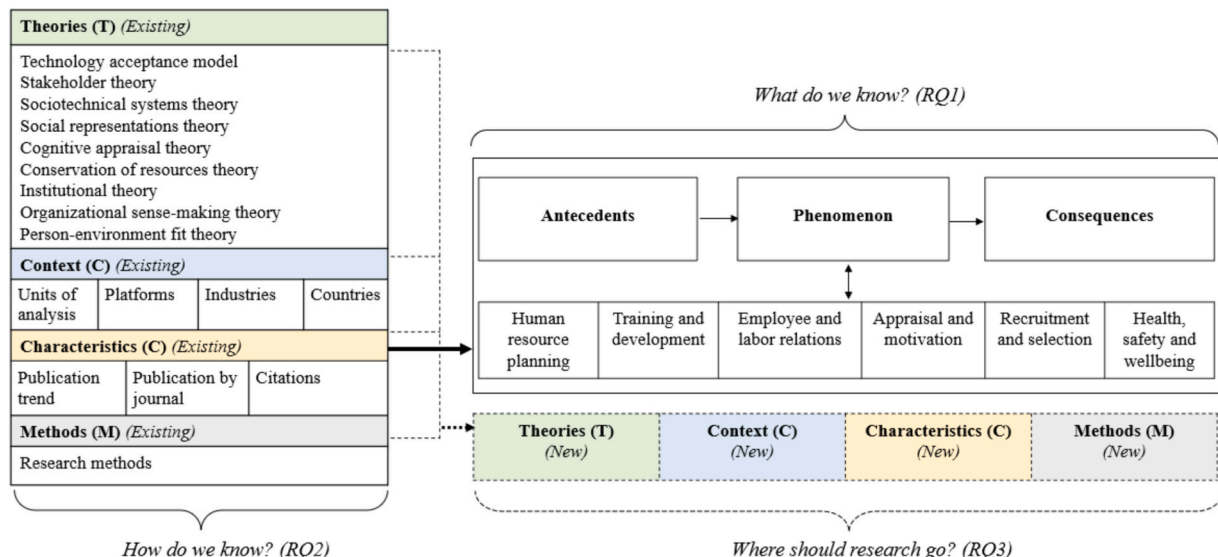 Theories (T) (Existing)
Technology acceptance model
Stakeholder theory
Sociotechnical systems theory
Social representations theory
Cognitive appraisal theory
Conservation of resources theory
Institutional theory
Organizational sense-making theory
Person-environment fit theory
Context (C) (Existing)
Units of
analysis
Platforms
Industries
Countries
Characteristics (C) (Existing)
Publication
trend
Publication by
journal
Citations
Methods (M) (Existing)
Research methods
How do we know? (RQ2)
What do we know? (RQ1)
Antecedents
Phenomenon
Consequences
Human
resource
planning
Training and
development
Employee and
labor relations
Appraisal and
motivation
Recruitment
and selection
Health,
safety and
wellbeing
Theories (T)
(New)
Context (C)
(New)
Characteristics (C)
(New)
Methods (M)
(New)
Where should research go? (RQ3)